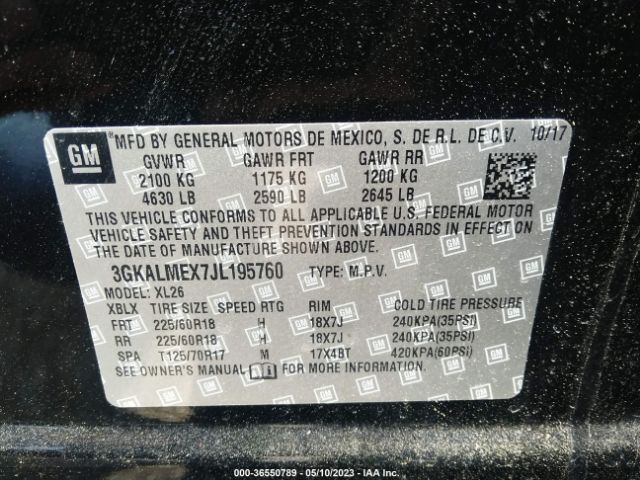 GM
MFD BY GENERAL MOTORS DE MEXICO, S. DE R.L. DE C.V. 10/17
GVWR GAWR FRT GAWR RR
2100 KG 1175 KG 1200 KG
4630 LB 2590 LB 2645 LB
THIS VEHICLE CONFORMS TO ALL APPLICABLE U.S. FEDERAL MOTOR
VEHICLE SAFETY AND THEFT PREVENTION STANDARDS IN EFFECT ON
THE DATE OF MANUFACTURE SHOWN ABOVE.
3GKALMEX7JL195760 TYPE: M.P.V.
MODEL: XL26
XBLX TIRE SIZE SPEED RTG RIM COLD TIRE PRESSURE
FRT 225/60R18 H 18X7J 240KPA(35PSI)
RR 225/60R18 H 18X7J 240KPA(35PSI)
SPA T125/70R17 M 17X4BT 420KPA(60PSI)
SEE OWNER'S MANUAL FOR MORE INFORMATION.
© 000-36550789 — 05/10/2023 — IAA Inc.